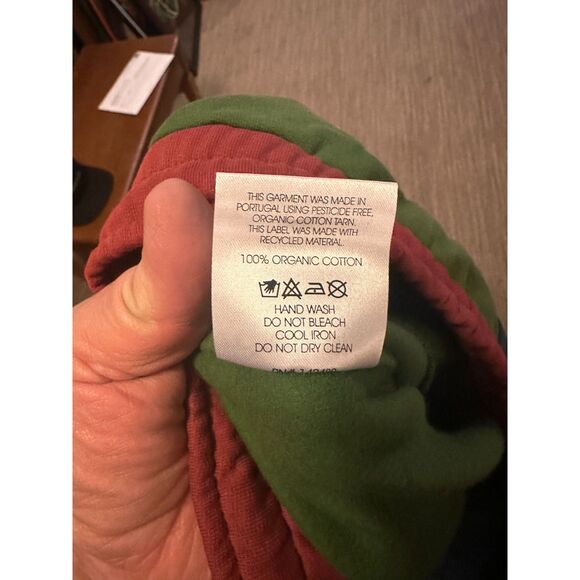 THIS GARMENT WAS MADE IN
PORTUGAL USING PESTICIDE FREE,
ORGANIC COTTON TARN.
THIS LABEL WAS MADE WITH
RECYCLED MATERIAL.
100% ORGANIC COTTON
HAND WASH
DO NOT BLEACH
COOL IRON
DO NOT DRY CLEAN